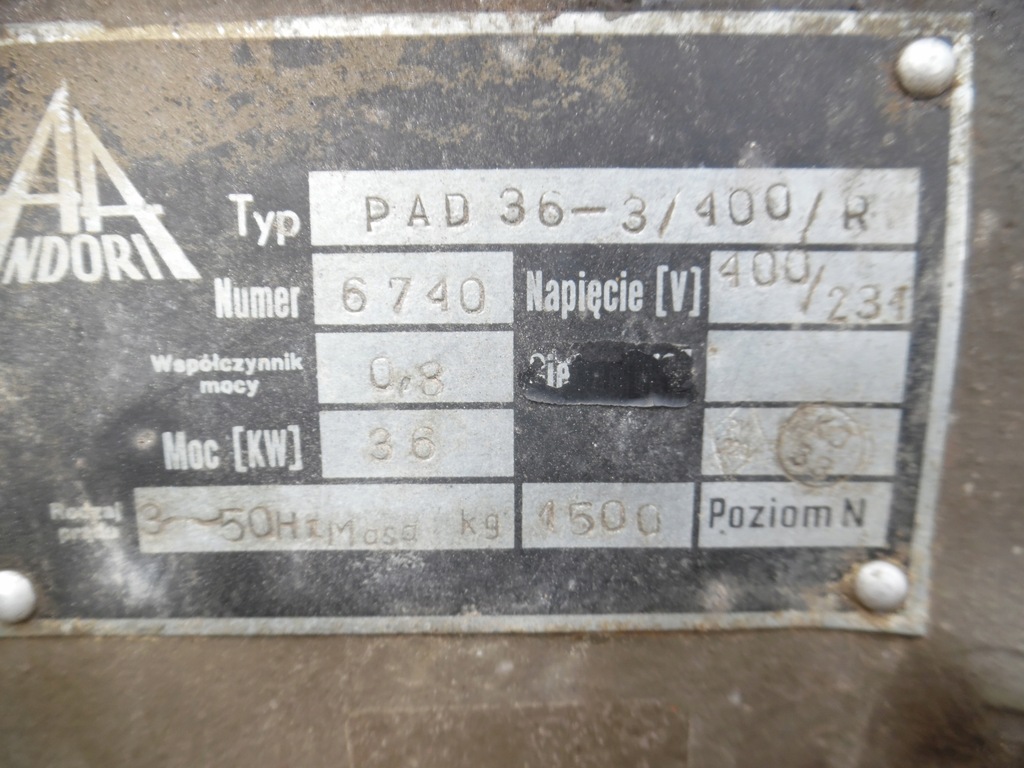 ANDORIA
Typ PAD 36-3/400/R
Numer 6740 Napięcie [V] 400/231
Współczynnik mocy 0,8
Moc [KW] 36
Rodzaj prądu 3~50Hz Masa kg 1500 Poziom N